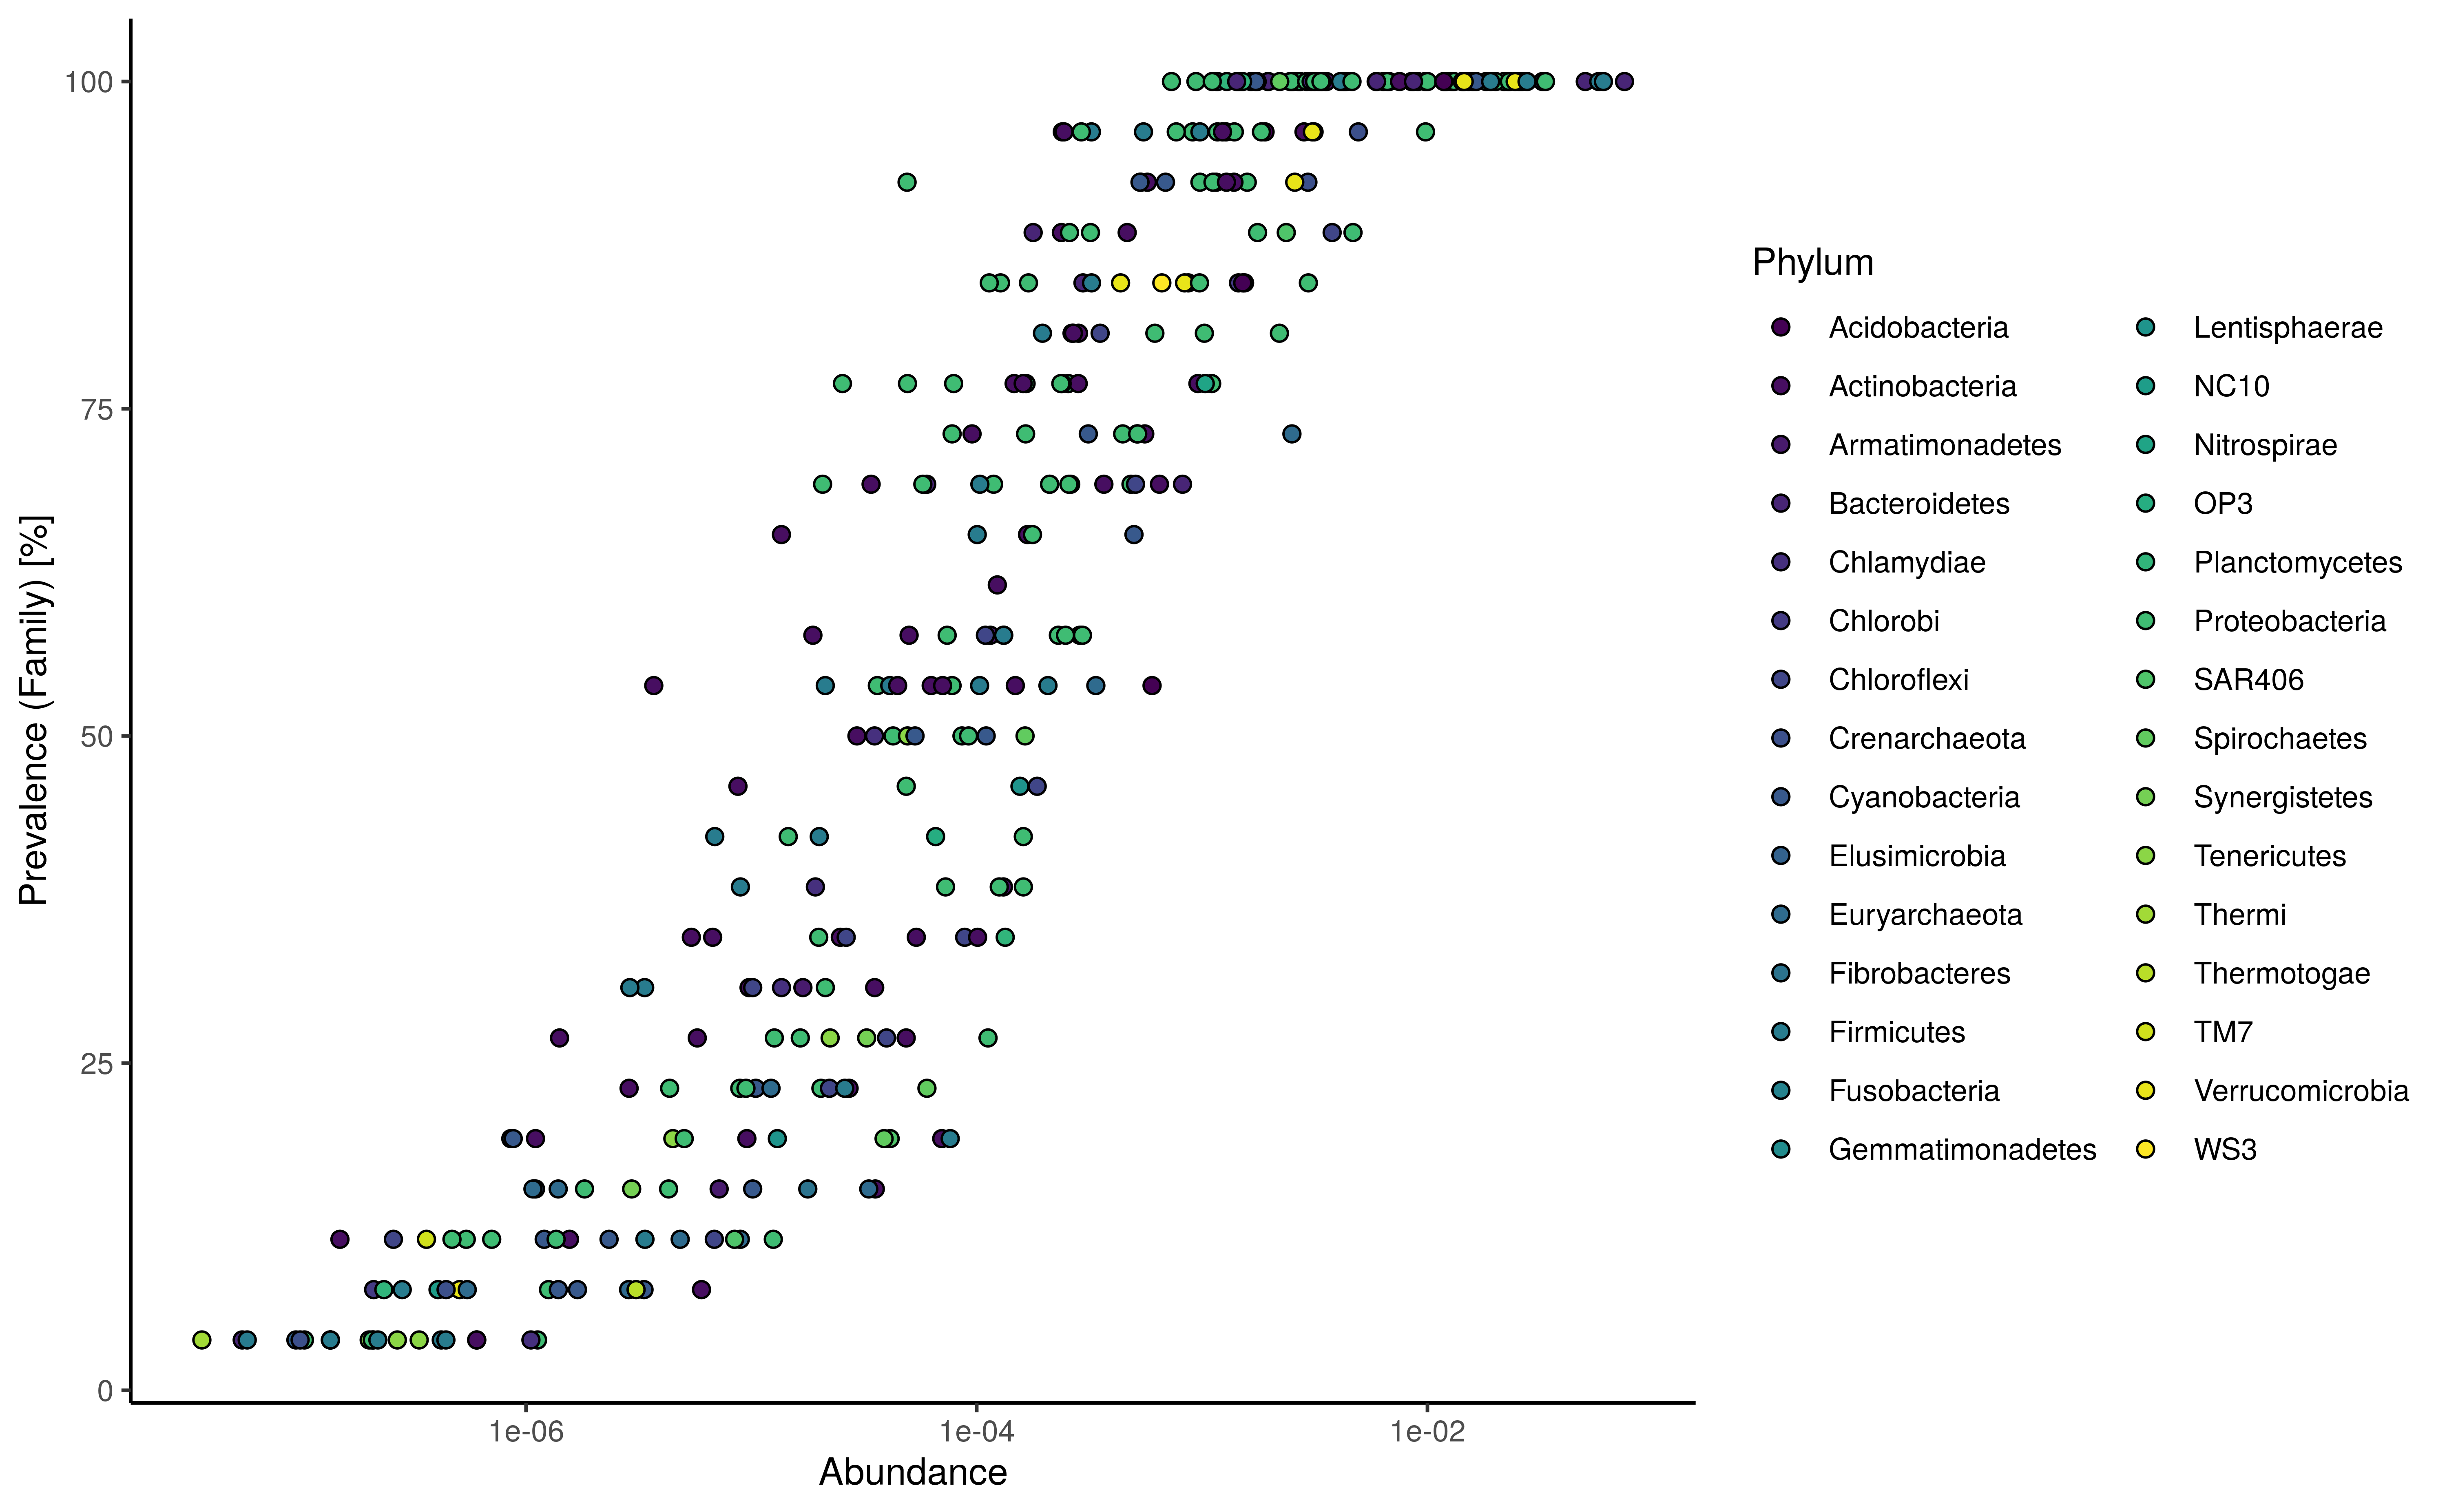 Prevalence (Family) [%]
100
75
50
25
0
1e-06
1e-04
1e-02
Abundance
Phylum
Acidobacteria
Actinobacteria
Armatimonadetes
Bacteroidetes
Chlamydiae
Chlorobi
Chloroflexi
Crenarchaeota
Cyanobacteria
Elusimicrobia
Euryarchaeota
Fibrobacteres
Firmicutes
Fusobacteria
Gemmatimonadetes
Lentisphaerae
NC10
Nitrospirae
OP3
Planctomycetes
Proteobacteria
SAR406
Spirochaetes
Synergistetes
Tenericutes
Thermi
Thermotogae
TM7
Verrucomicrobia
WS3